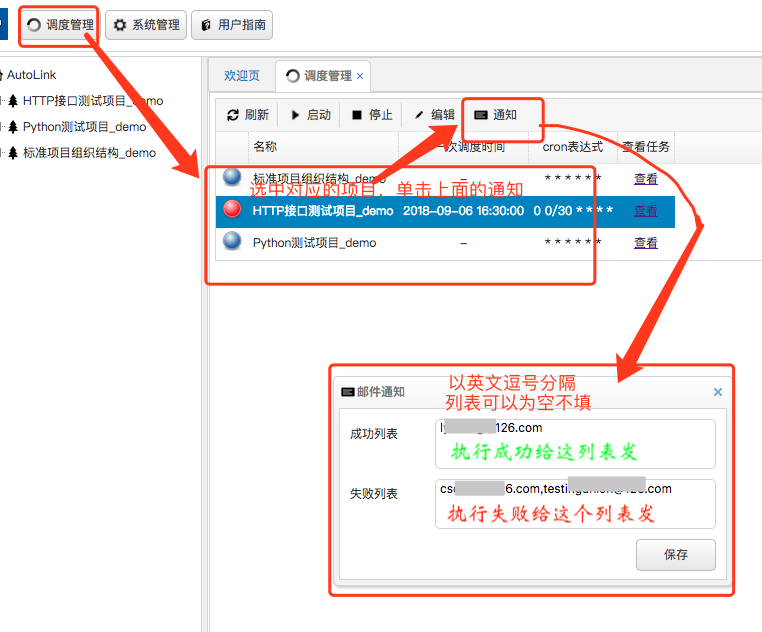 调度管理 系统管理 用户指南
AutoLink
HTTP接口测试项目_demo
Python测试项目_demo
标准项目组织结构_demo
欢迎页 调度管理 ×
刷新 启动 停止 编辑 通知
名称 一次调度时间 cron表达式 查看任务
标准项目组织结构_demo – * * * * * * 查看
选中对应的项目，单击上面的通知
HTTP接口测试项目_demo 2018-09-06 16:30:00 0 0/30 * * * * 查看
Python测试项目_demo – * * * * * * 查看
以英文逗号分隔
邮件通知 ×
列表可以为空不填
成功列表 126.com
执行成功给这列表发
失败列表 6.com, .com
执行失败给这个列表发
保存